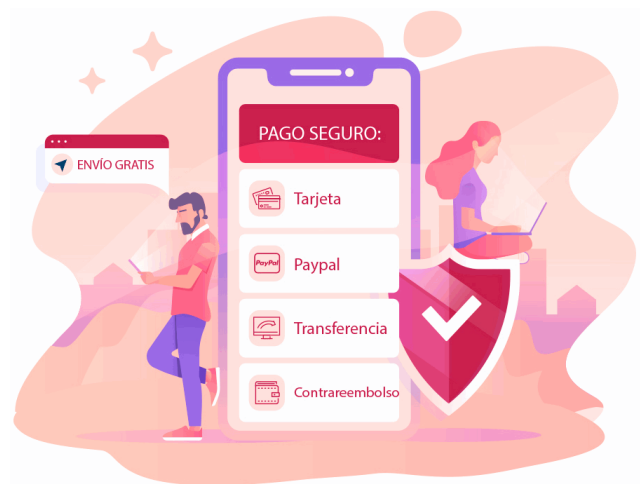 PAGO SEGURO:
ENVÍO GRATIS
Tarjeta
PayPal
Paypal
Transferencia
Contrareembolso